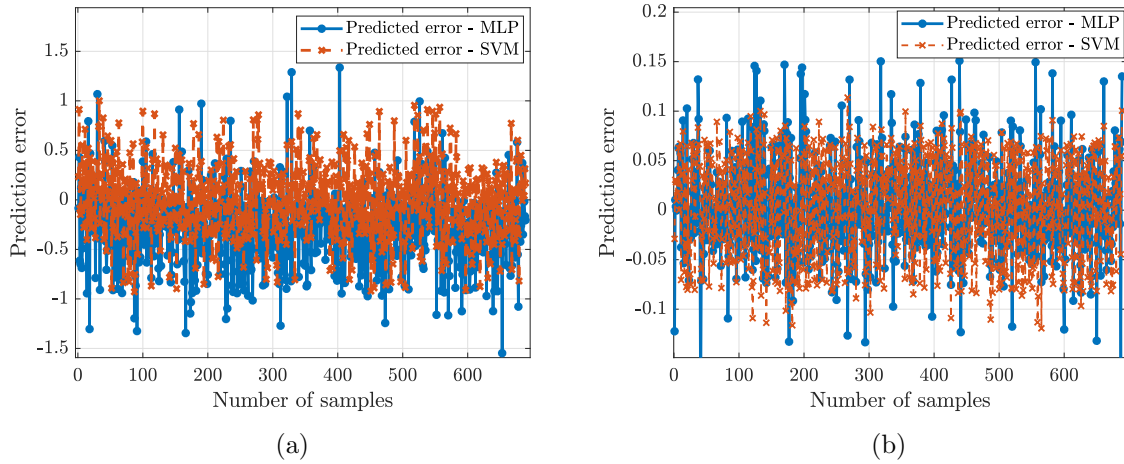 Predicted error - MLP
Predicted error - SVM
Prediction error
1.5
1
0.5
0
-0.5
-1
-1.5
0 100 200 300 400 500 600
Number of samples
(a)
Predicted error - MLP
Predicted error - SVM
Prediction error
0.2
0.15
0.1
0.05
0
-0.05
-0.1
0 100 200 300 400 500 600
Number of samples
(b)